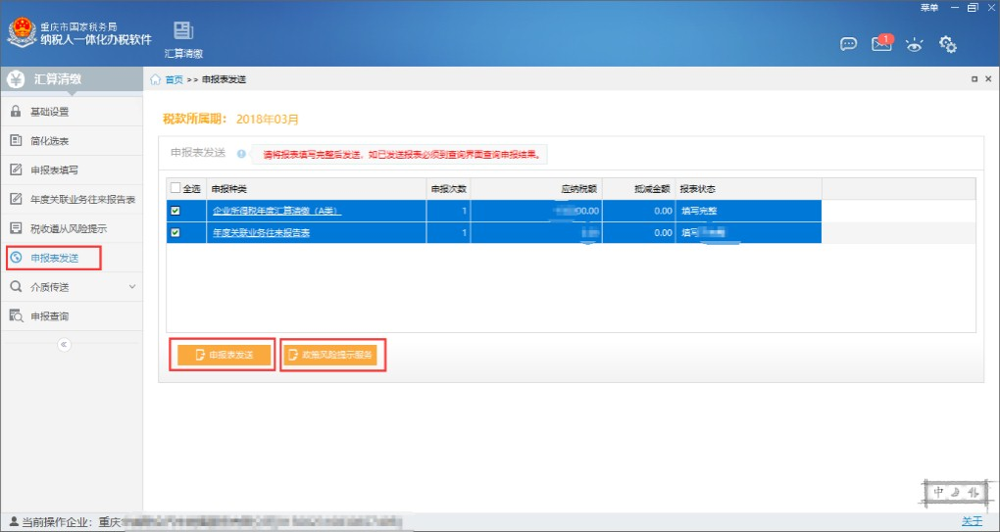 菜单
重庆市国家税务局
纳税人一体化办税软件
汇算清缴
1
汇算清缴
首页 >> 申报表发送
基础设置
简化选表
申报表填写
年度关联业务往来报告表
税收遵从风险提示
申报表发送
介质传送
申报查询
税款所属期： 2018年03月
申报表发送 请将报表填写完整后发送，如已发送报表必须到查询界面查询申报结果。
全选 申报种类 申报次数 应纳税额 抵减金额 报表状态
企业所得税年度汇算清缴（A类） 1 00.00 0.00 填写完整
年度关联业务往来报告表 1 0.00 填写
申报表发送 政策风险提示服务
中
当前操作企业：重庆
关于